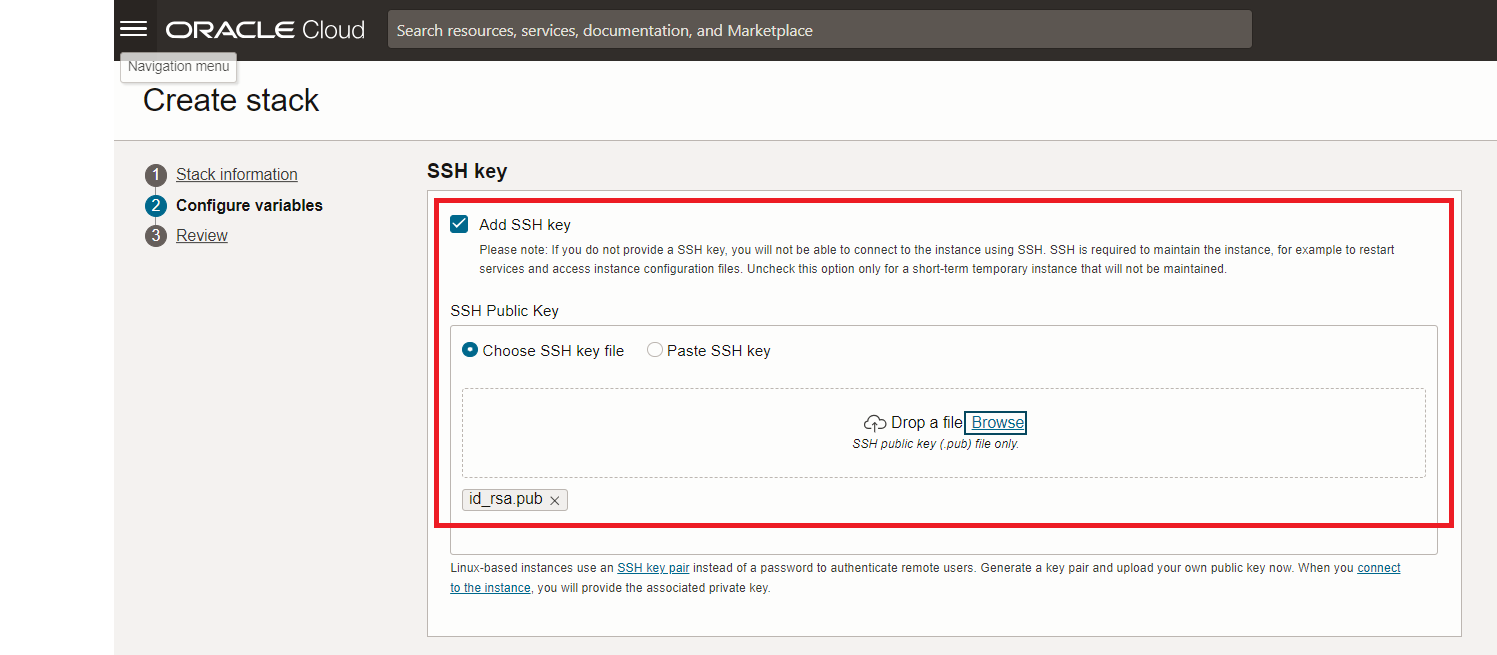 ORACLE Cloud
Search resources, services, documentation, and Marketplace
Navigation menu
Create stack
1 Stack information
2 Configure variables
3 Review
SSH key
Add SSH key
Please note: If you do not provide a SSH key, you will not be able to connect to the instance using SSH. SSH is required to maintain the instance, for example to restart
services and access instance configuration files. Uncheck this option only for a short-term temporary instance that will not be maintained.
SSH Public Key
Choose SSH key file Paste SSH key
Drop a file Browse
SSH public key (.pub) file only.
id_rsa.pub ×
Linux-based instances use an SSH key pair instead of a password to authenticate remote users. Generate a key pair and upload your own public key now. When you connect
to the instance, you will provide the associated private key.